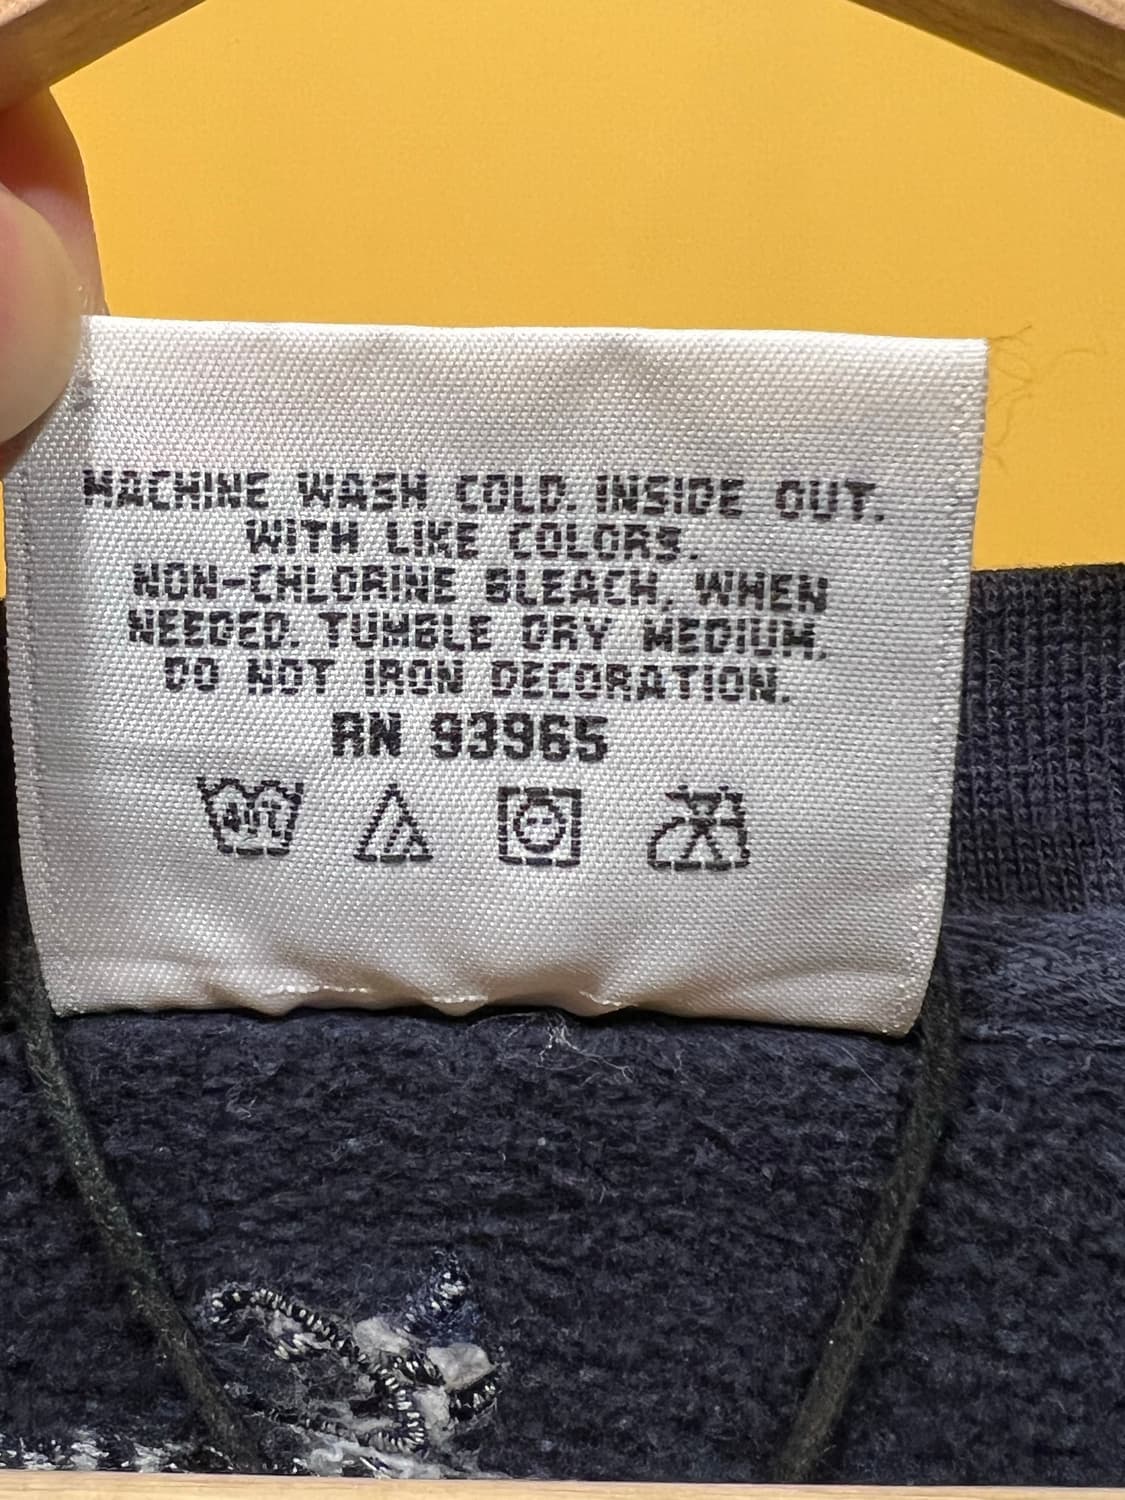 MACHINE WASH COLD. INSIDE OUT.
WITH LIKE COLORS.
NON-CHLORINE BLEACH, WHEN
NEEDED. TUMBLE DRY MEDIUM.
DO NOT IRON DECORATION.
RN 93965